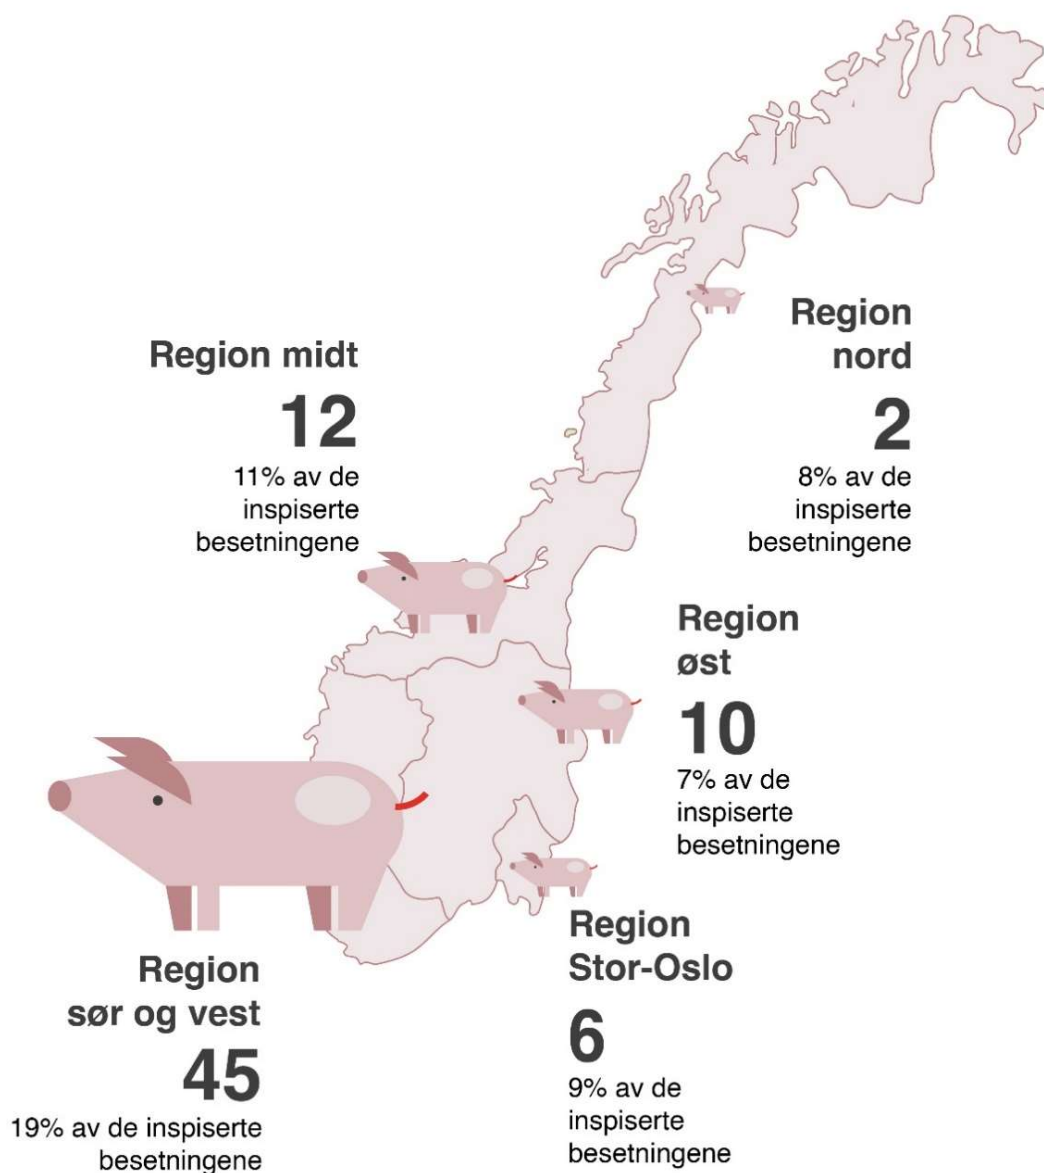 Region midt
12
11% av de
inspiserte
besetningene
Region
nord
2
8% av de
inspiserte
besetningene
Region
øst
10
7% av de
inspiserte
besetningene
Region
sør og vest
45
19% av de inspiserte
besetningene
Region
Stor-Oslo
6
9% av de
inspiserte
besetningene